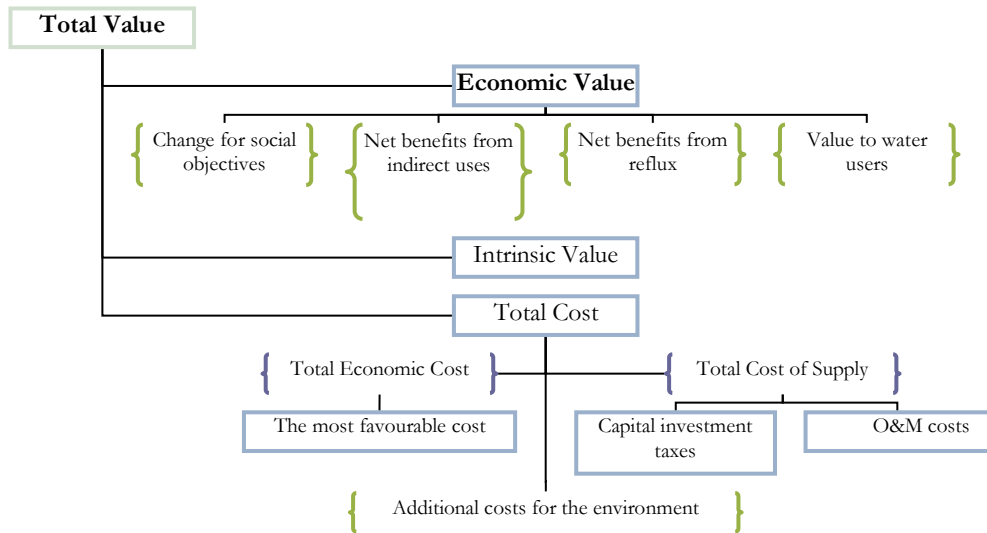 Total Value
Economic Value
Change for social
objectives
Net benefits from
indirect uses
Net benefits from
reflux
Value to water
users
Intrinsic Value
Total Cost
Total Economic Cost
Total Cost of Supply
The most favourable cost
Capital investment
taxes
O&M costs
Additional costs for the environment